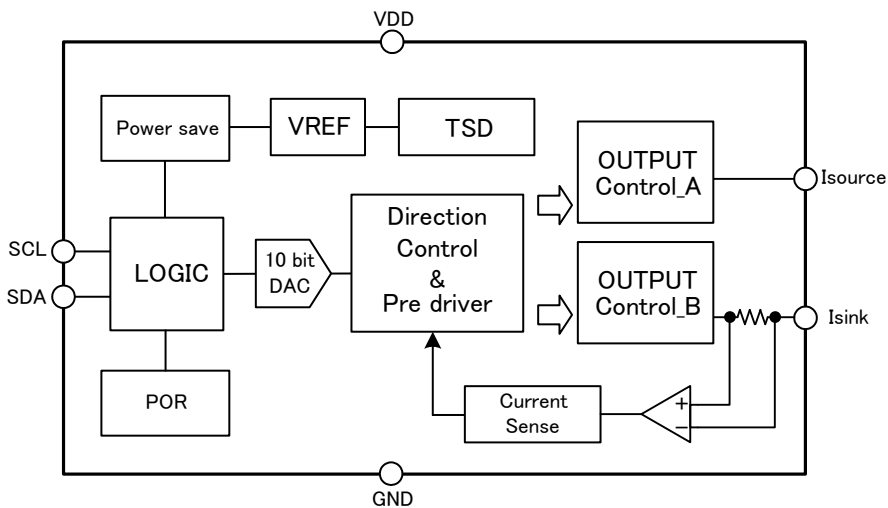 VDD
Power save
VREF
TSD
OUTPUT
Control_A
Isource
SCL
SDA
LOGIC
10 bit
DAC
Direction
Control
&
Pre driver
OUTPUT
Control_B
Isink
POR
Current
Sense
+
−
GND